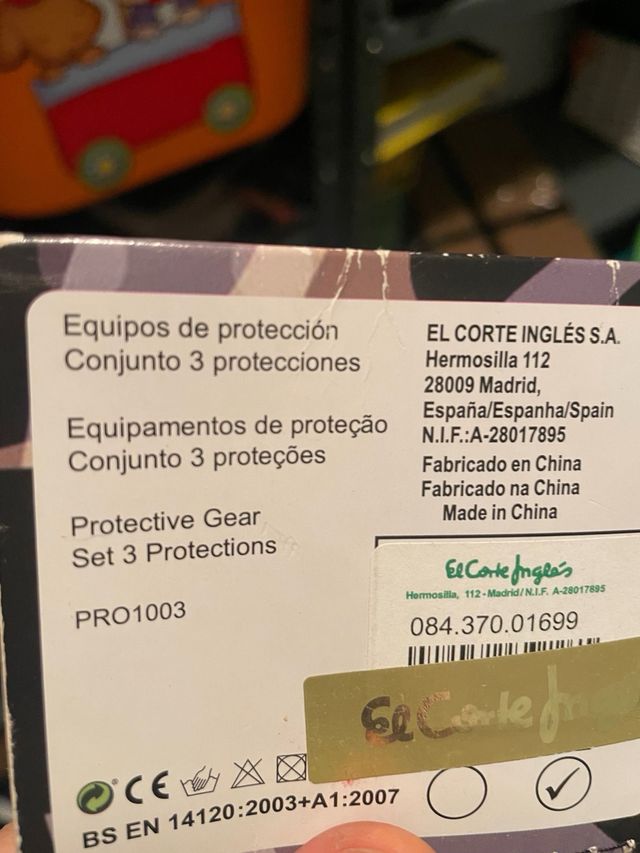 Equipos de protección
Conjunto 3 protecciones
Equipamentos de proteção
Conjunto 3 proteções
Protective Gear
Set 3 Protections
PRO1003
EL CORTE INGLÉS S.A.
Hermosilla 112
28009 Madrid,
España/Espanha/Spain
N.I.F.:A-28017895
Fabricado en China
Fabricado na China
Made in China
El Corte Inglés
Hermosilla, 112 - Madrid / N.I.F. A-28017895
084.370.01699
El Corte
CE
BS EN 14120:2003+A1:2007